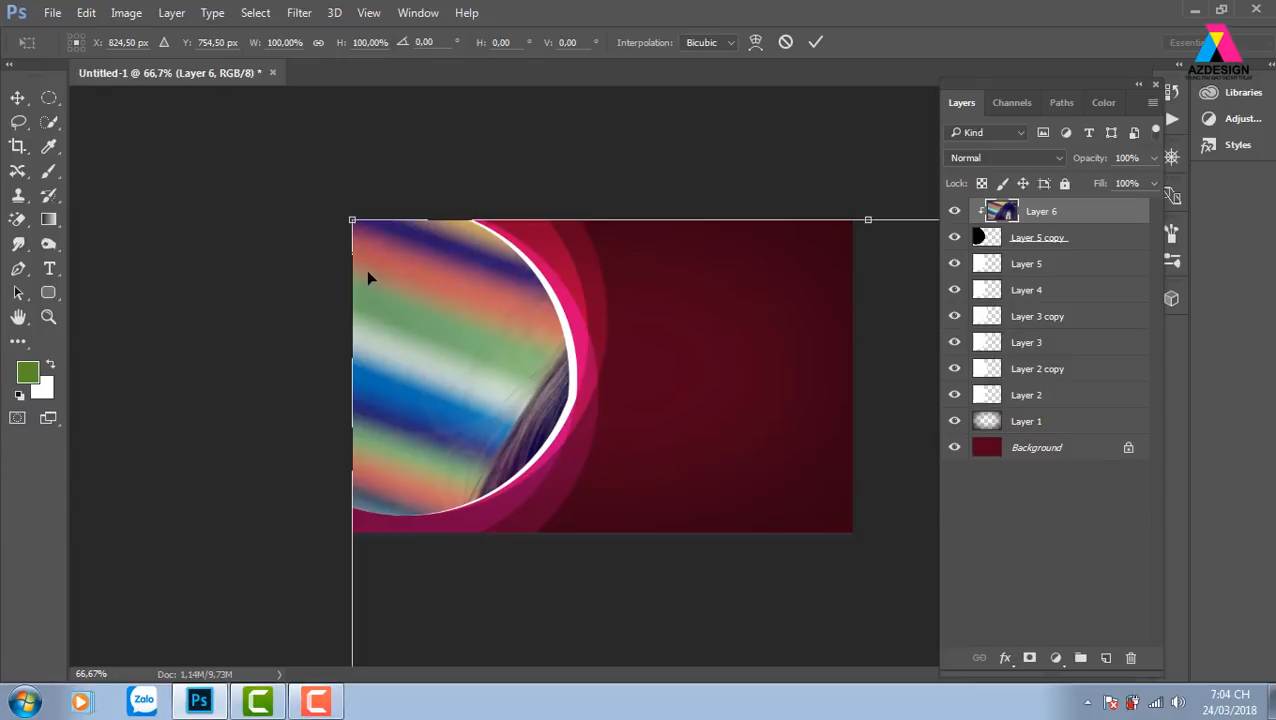 Ps File Edit Image Layer Type Select Filter 3D View Window Help
X: 824,50 px Y: 754,50 px W: 100,00% H: 100,00% 0,00 ° H: 0,00 ° V: 0,00 ° Interpolation: Bicubic
AZDESIGN
Untitled-1 @ 66,7% (Layer 6, RGB/8) *
Layers Channels Paths Color
Libraries
Adjust...
Styles
Kind
Normal Opacity: 100%
Lock: Fill: 100%
Layer 6
Layer 5 copy
Layer 5
Layer 4
Layer 3 copy
Layer 3
Layer 2 copy
Layer 2
Layer 1
Background
fx
66,67% Doc: 1,14M/9,73M
Zalo Ps
7:04 CH
24/03/2018